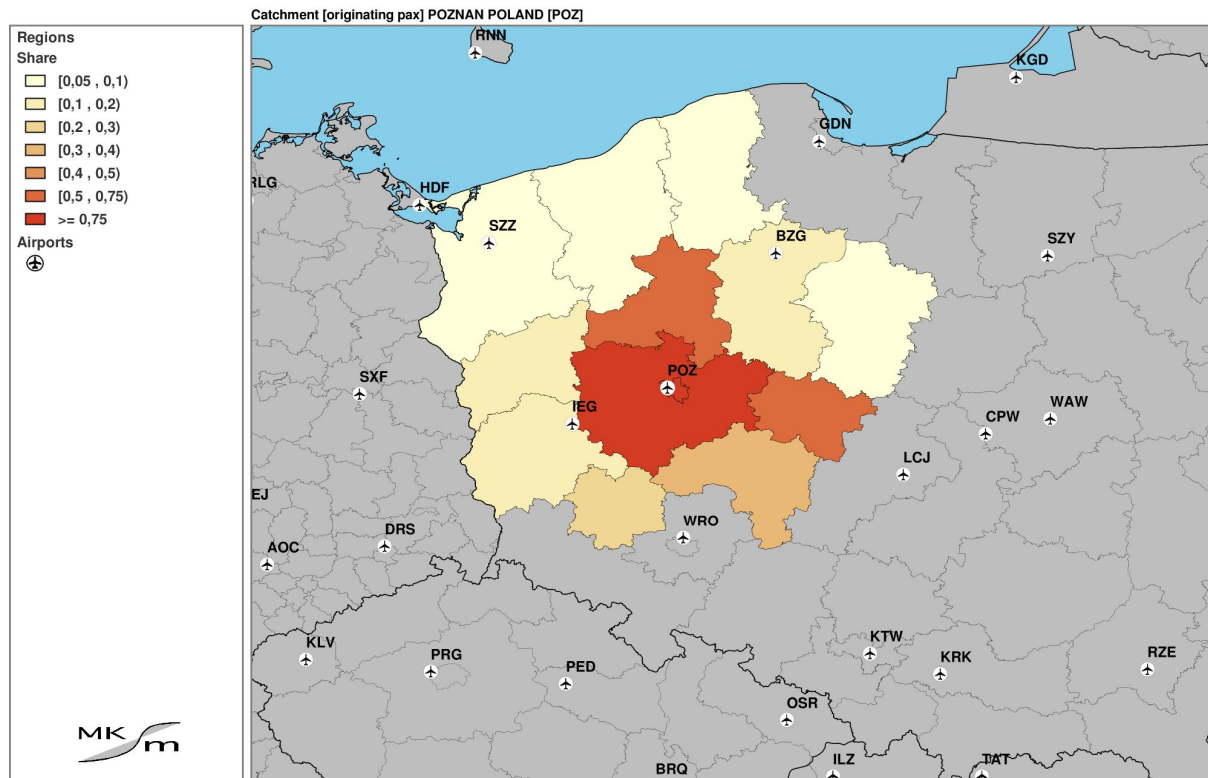 Catchment [originating pax] POZNAN POLAND [POZ]
Regions
Share
[0,05 , 0,1)
[0,1 , 0,2)
[0,2 , 0,3)
[0,3 , 0,4)
[0,4 , 0,5)
[0,5 , 0,75)
>= 0,75
Airports
RNN
KGD
GDN
RLG
HDF
SZZ
BZG
SZY
SXF
POZ
IEG
WAW
CPW
LCJ
EJ
DRS
WRO
AOC
KLV
PRG
PED
KTW
KRK
RZE
OSR
BRQ
ILZ
TAT
MK
m